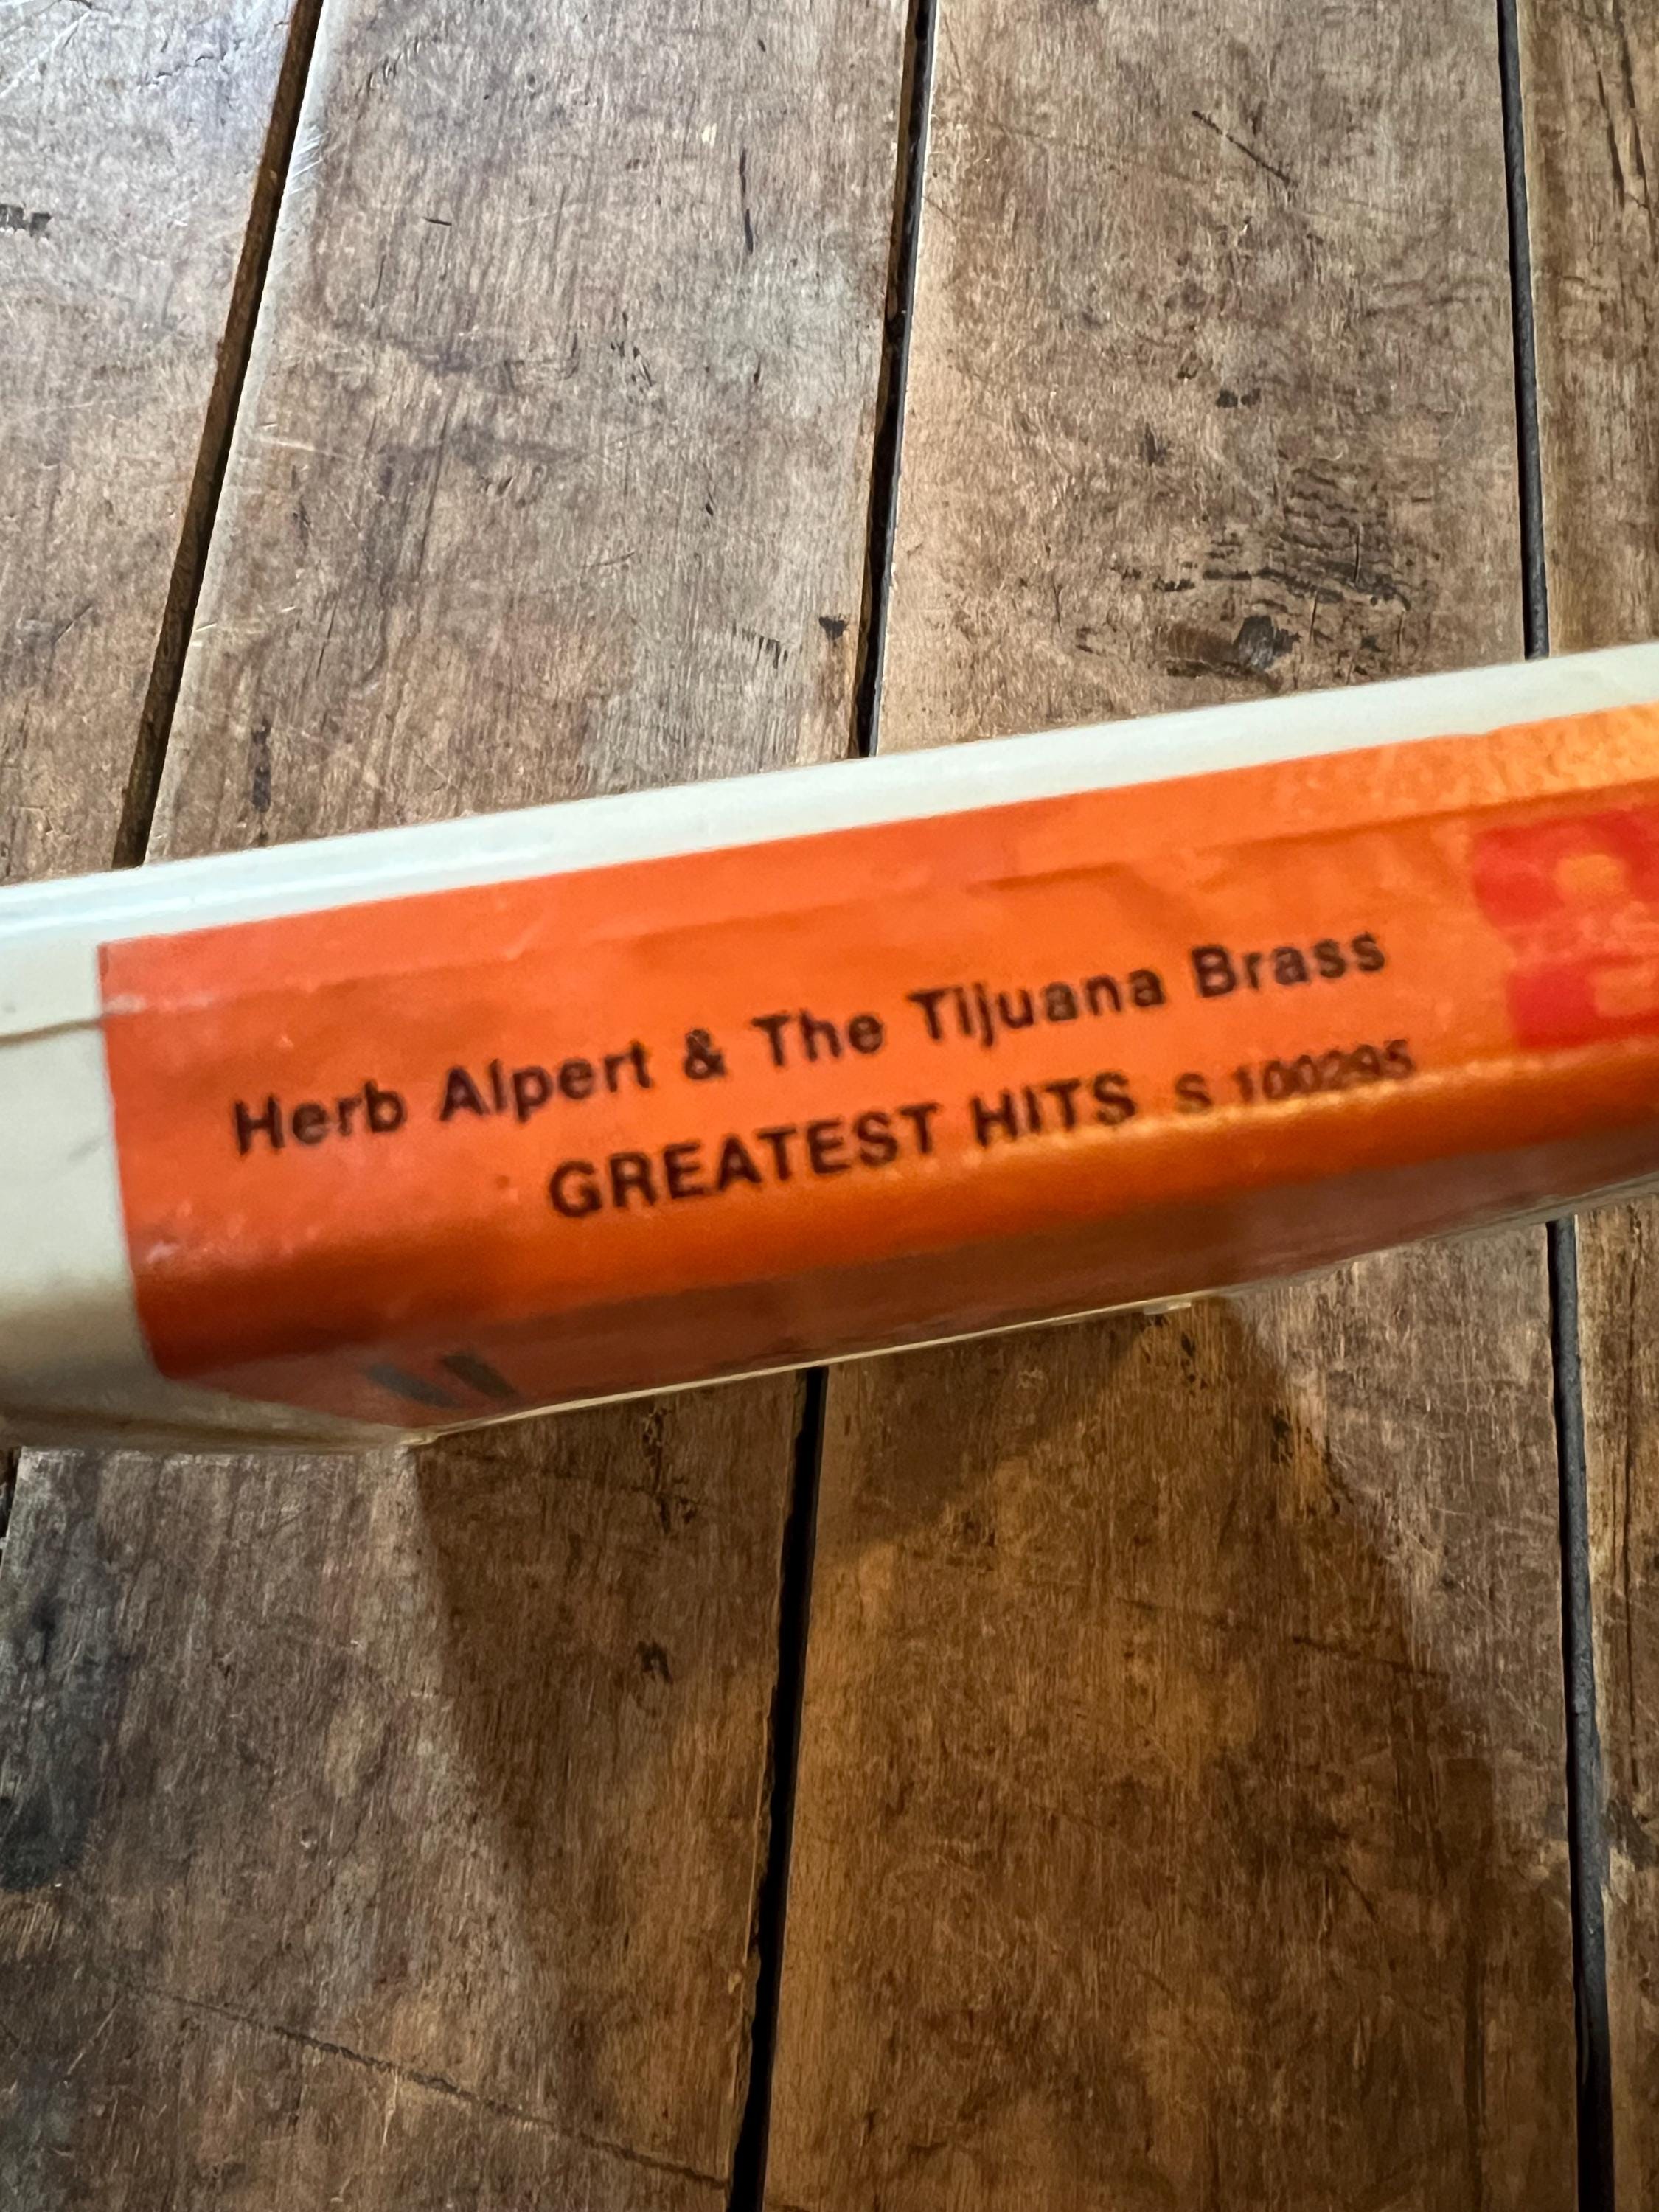 Herb Alpert & The Tijuana Brass
GREATEST HITS S 100295